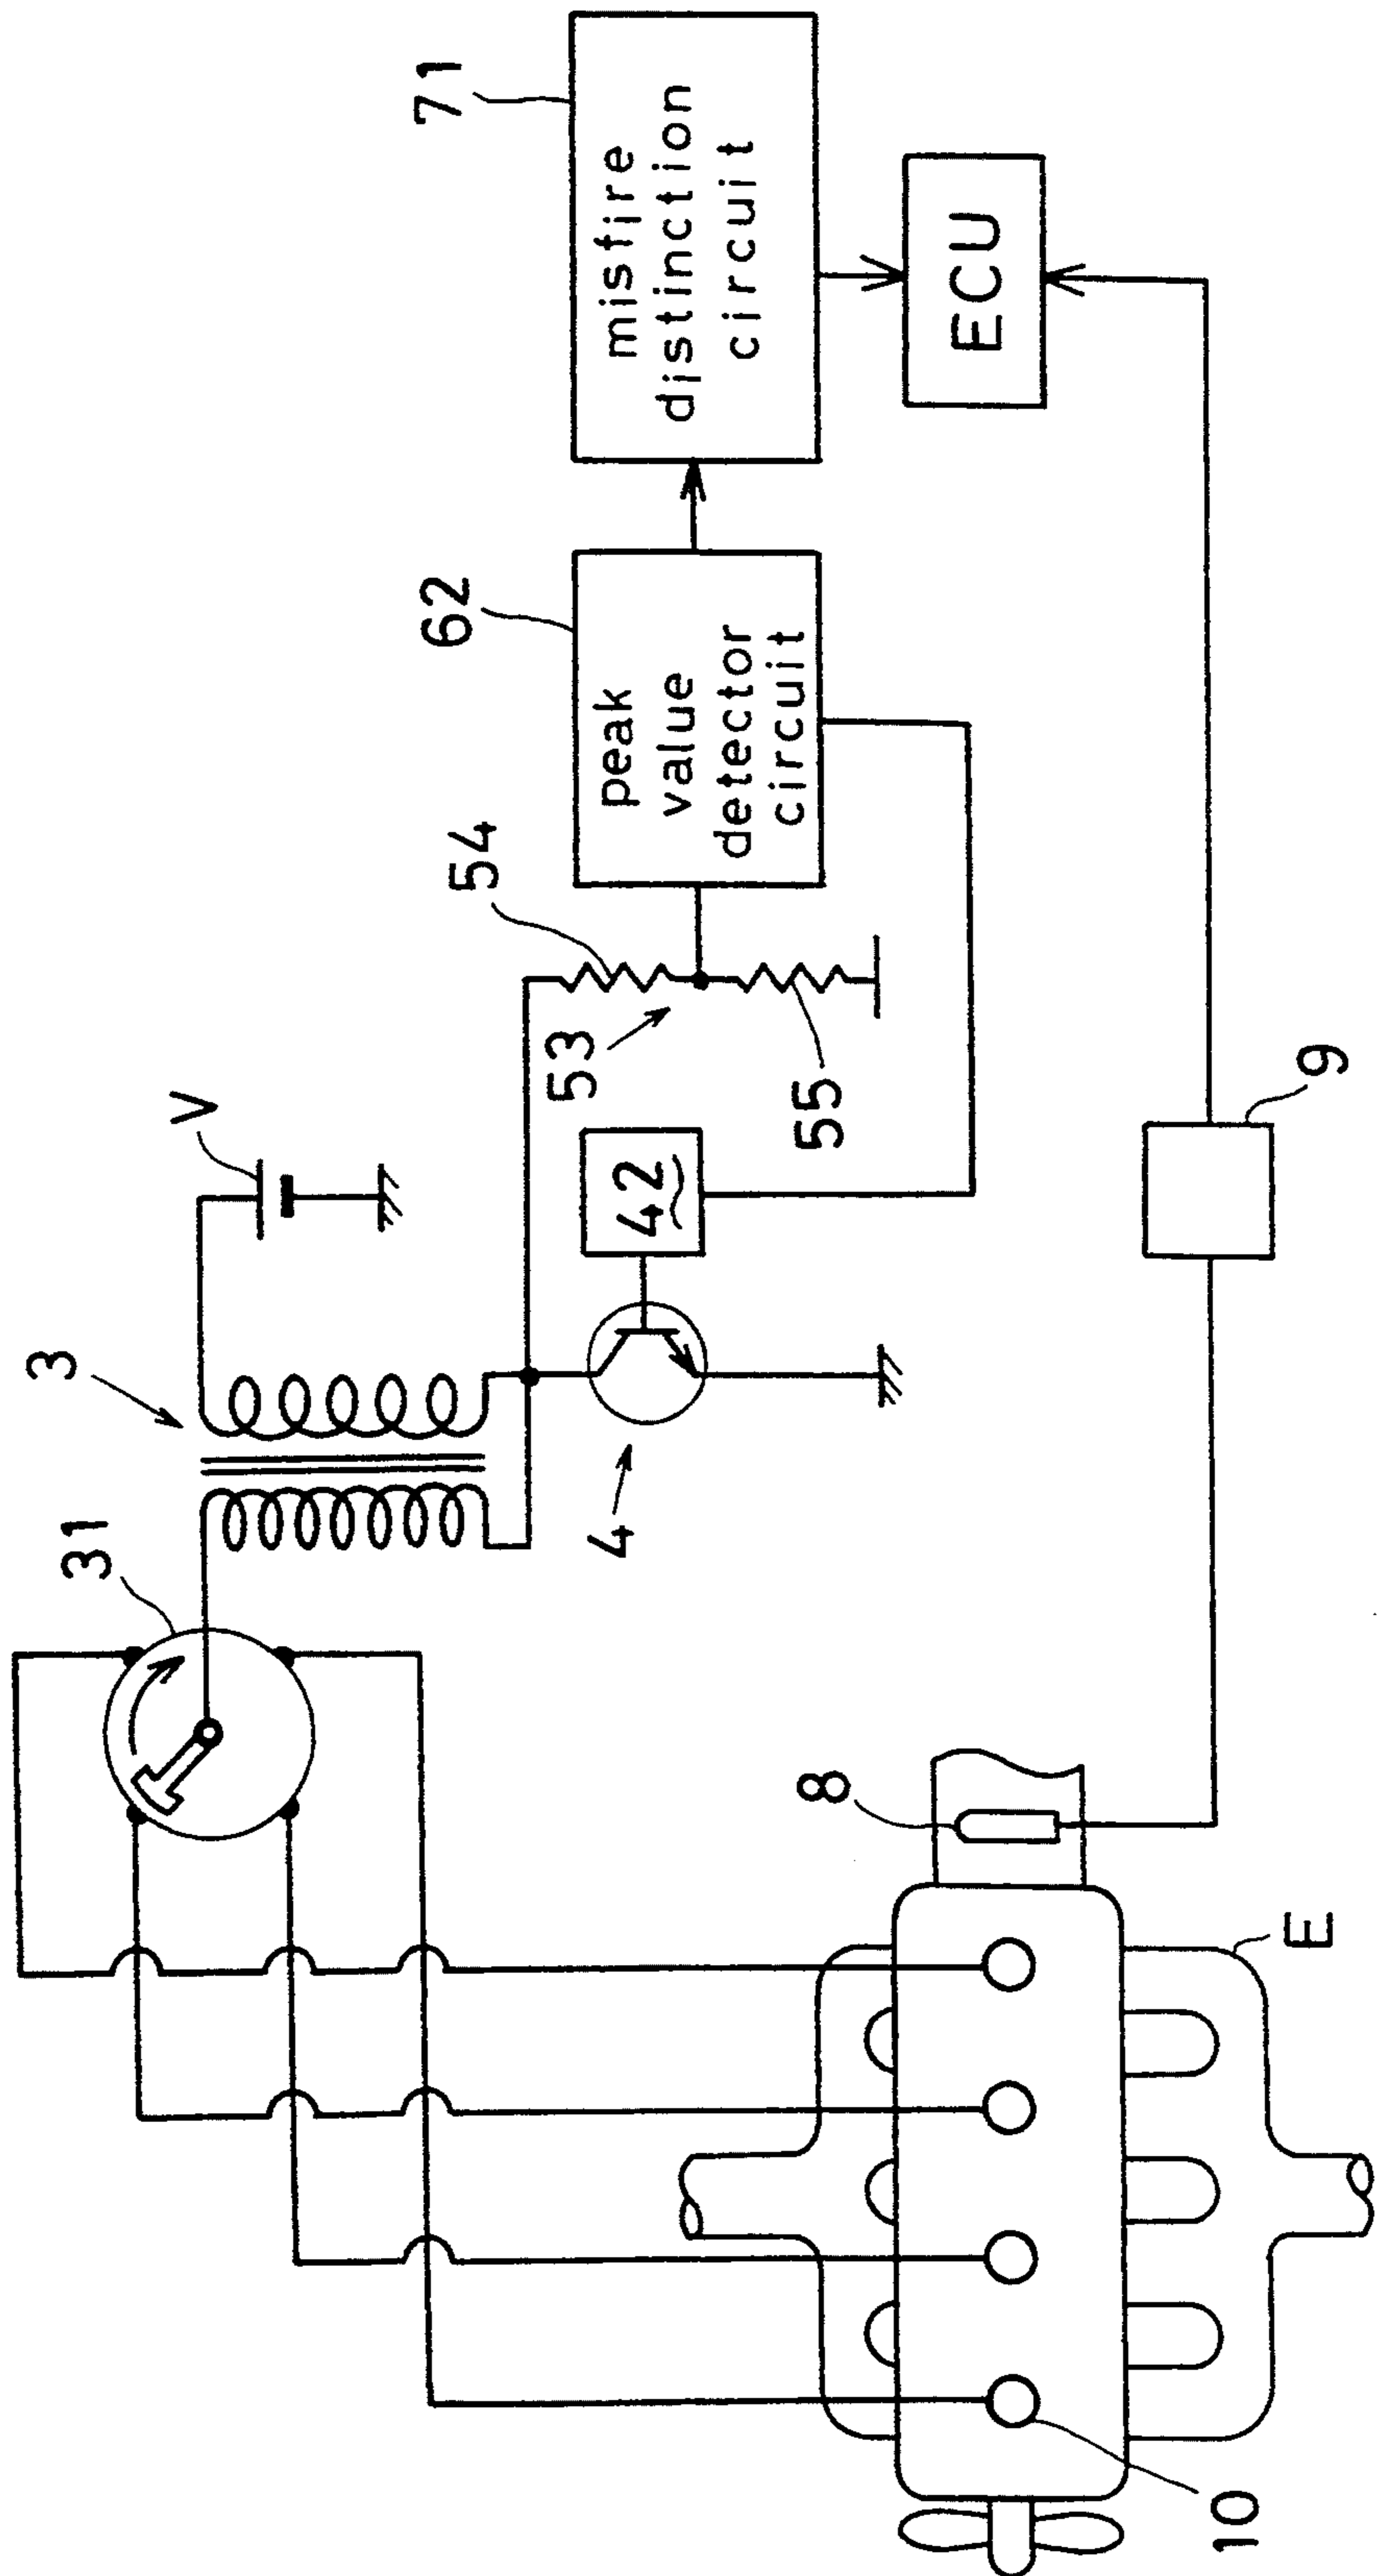 31
3
V
4
42
53
54
55
62
peak
value
detector
circuit
71
misfire
distinction
circuit
ECU
8
9
E
10